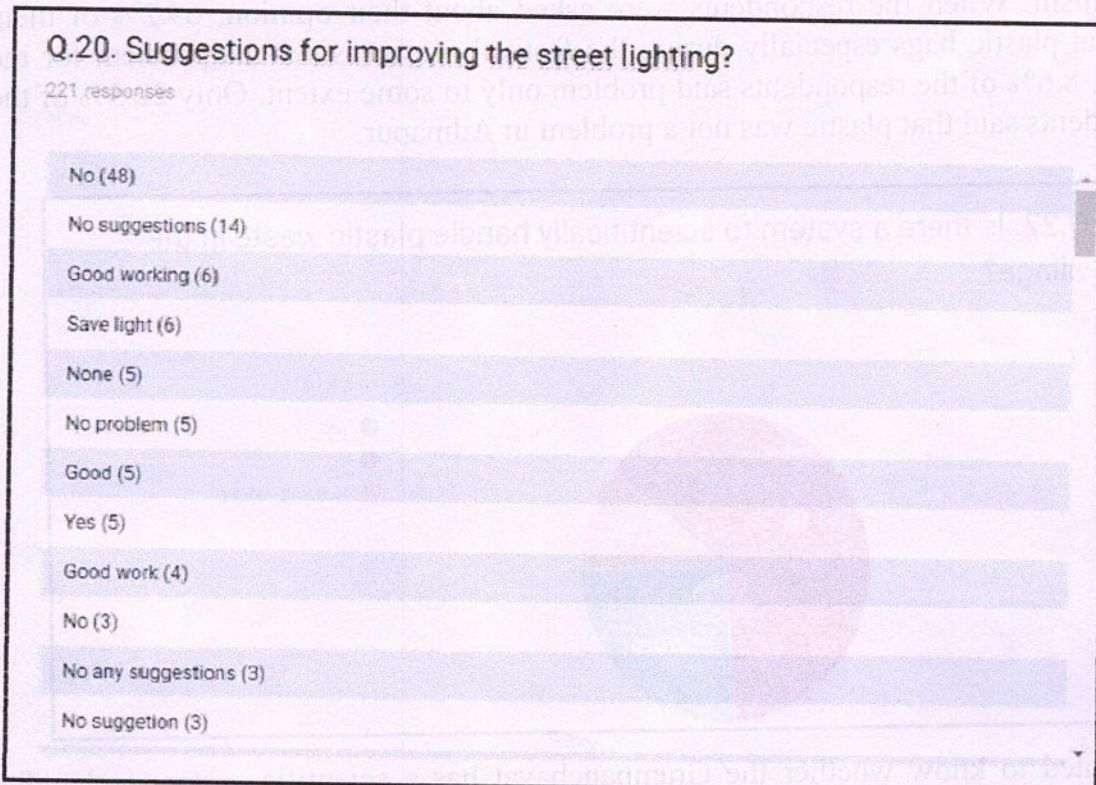 Q.20. Suggestions for improving the street lighting?
221 responses
No (48)
No suggestions (14)
Good working (6)
Save light (6)
None (5)
No problem (5)
Good (5)
Yes (5)
Good work (4)
No (3)
No any suggestions (3)
No suggetion (3)